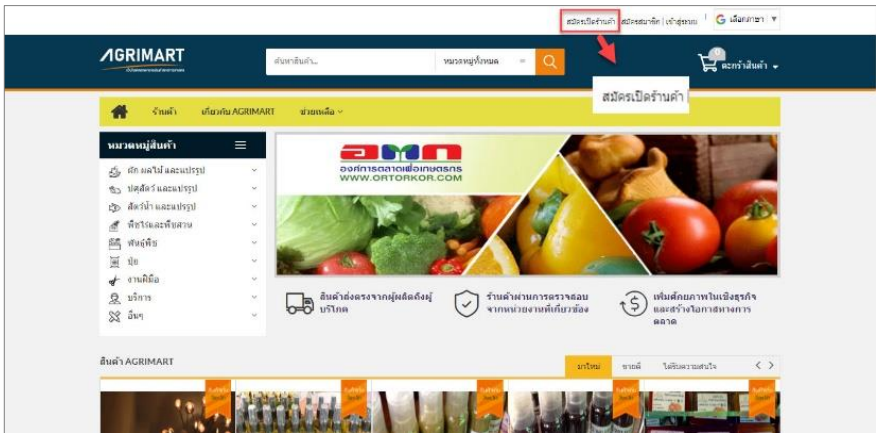 สมัครเปิดร้านค้า | สมัครสมาชิก | เข้าสู่ระบบ | G เลือกภาษา ▼
AGRIMART
ค้นหาสินค้า...
หมวดหมู่ทั้งหมด
0
ตะกร้าสินค้า
สมัครเปิดร้านค้า |
ร้านค้า
เกี่ยวกับ AGRIMART
ช่วยเหลือ
หมวดหมู่สินค้า
ผัก ผลไม้ และแปรรูป
ปศุสัตว์ และแปรรูป
สัตว์น้ำ และแปรรูป
พืชไร่และพืชสวน
พันธุ์พืช
ปุ๋ย
งานฝีมือ
บริการ
อื่นๆ
อตก
องค์การตลาดเพื่อเกษตรกร
WWW.ORTORKOR.COM
สินค้าส่งตรงจากผู้ผลิตถึงผู้
บริโภค
ร้านค้าผ่านการตรวจสอบ
จากหน่วยงานที่เกี่ยวข้อง
เพิ่มศักยภาพในเชิงธุรกิจ
และสร้างโอกาสทางการ
ตลาด
สินค้า AGRIMART
มาใหม่
ขายดี
ได้รับความสนใจ